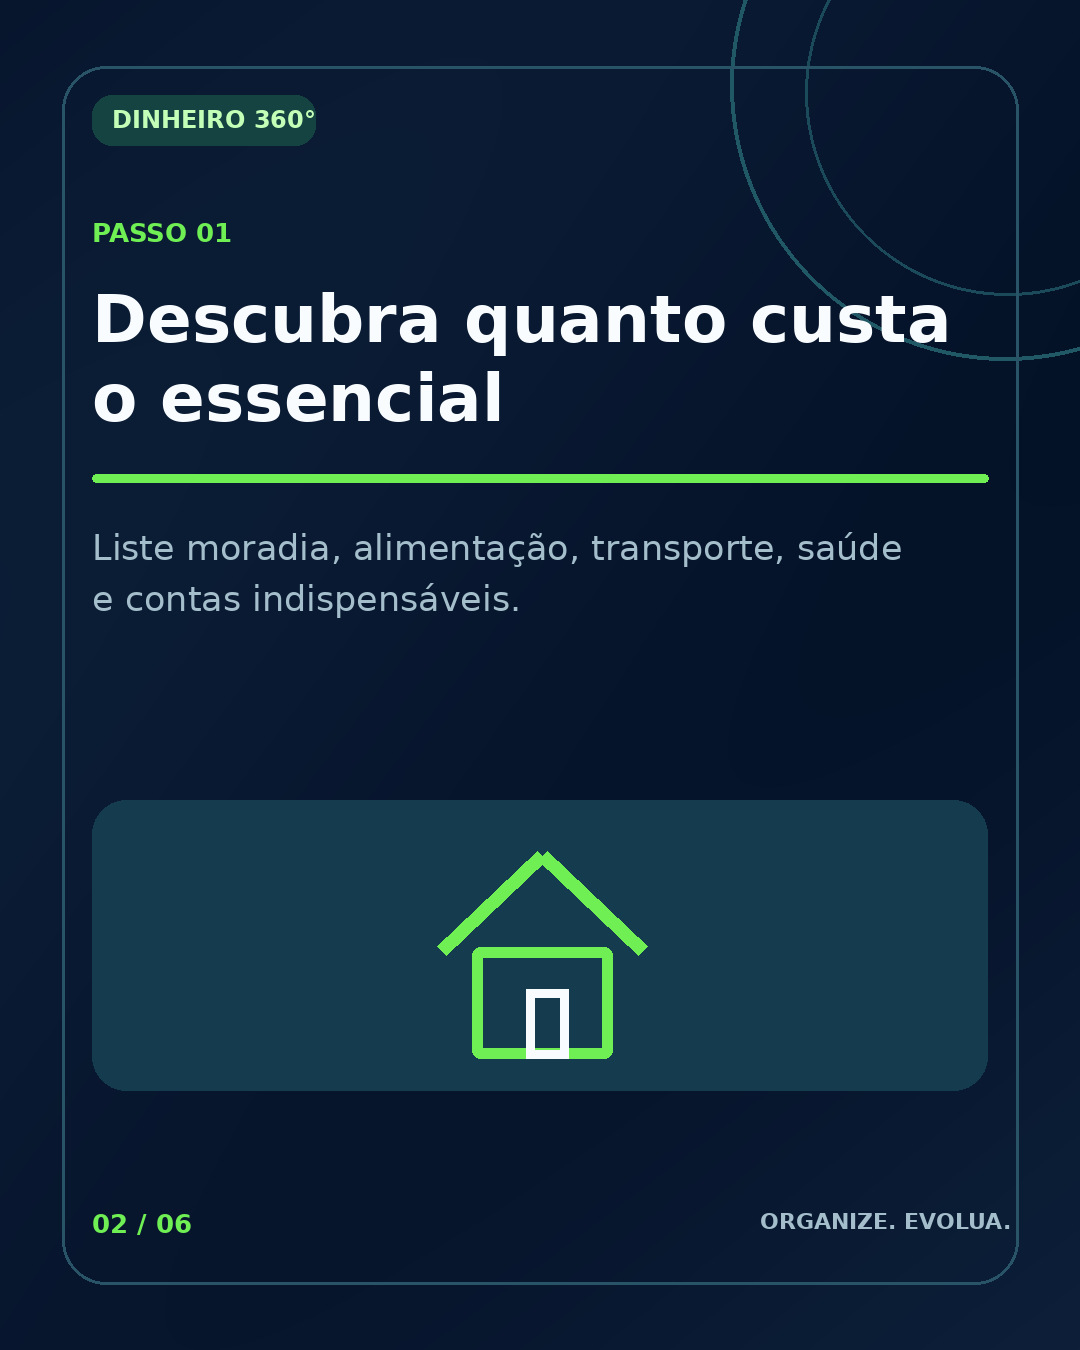 DINHEIRO 360°
PASSO 01
Descubra quanto custa
o essencial
Liste moradia, alimentação, transporte, saúde
e contas indispensáveis.
02 / 06
ORGANIZE. EVOLUA.